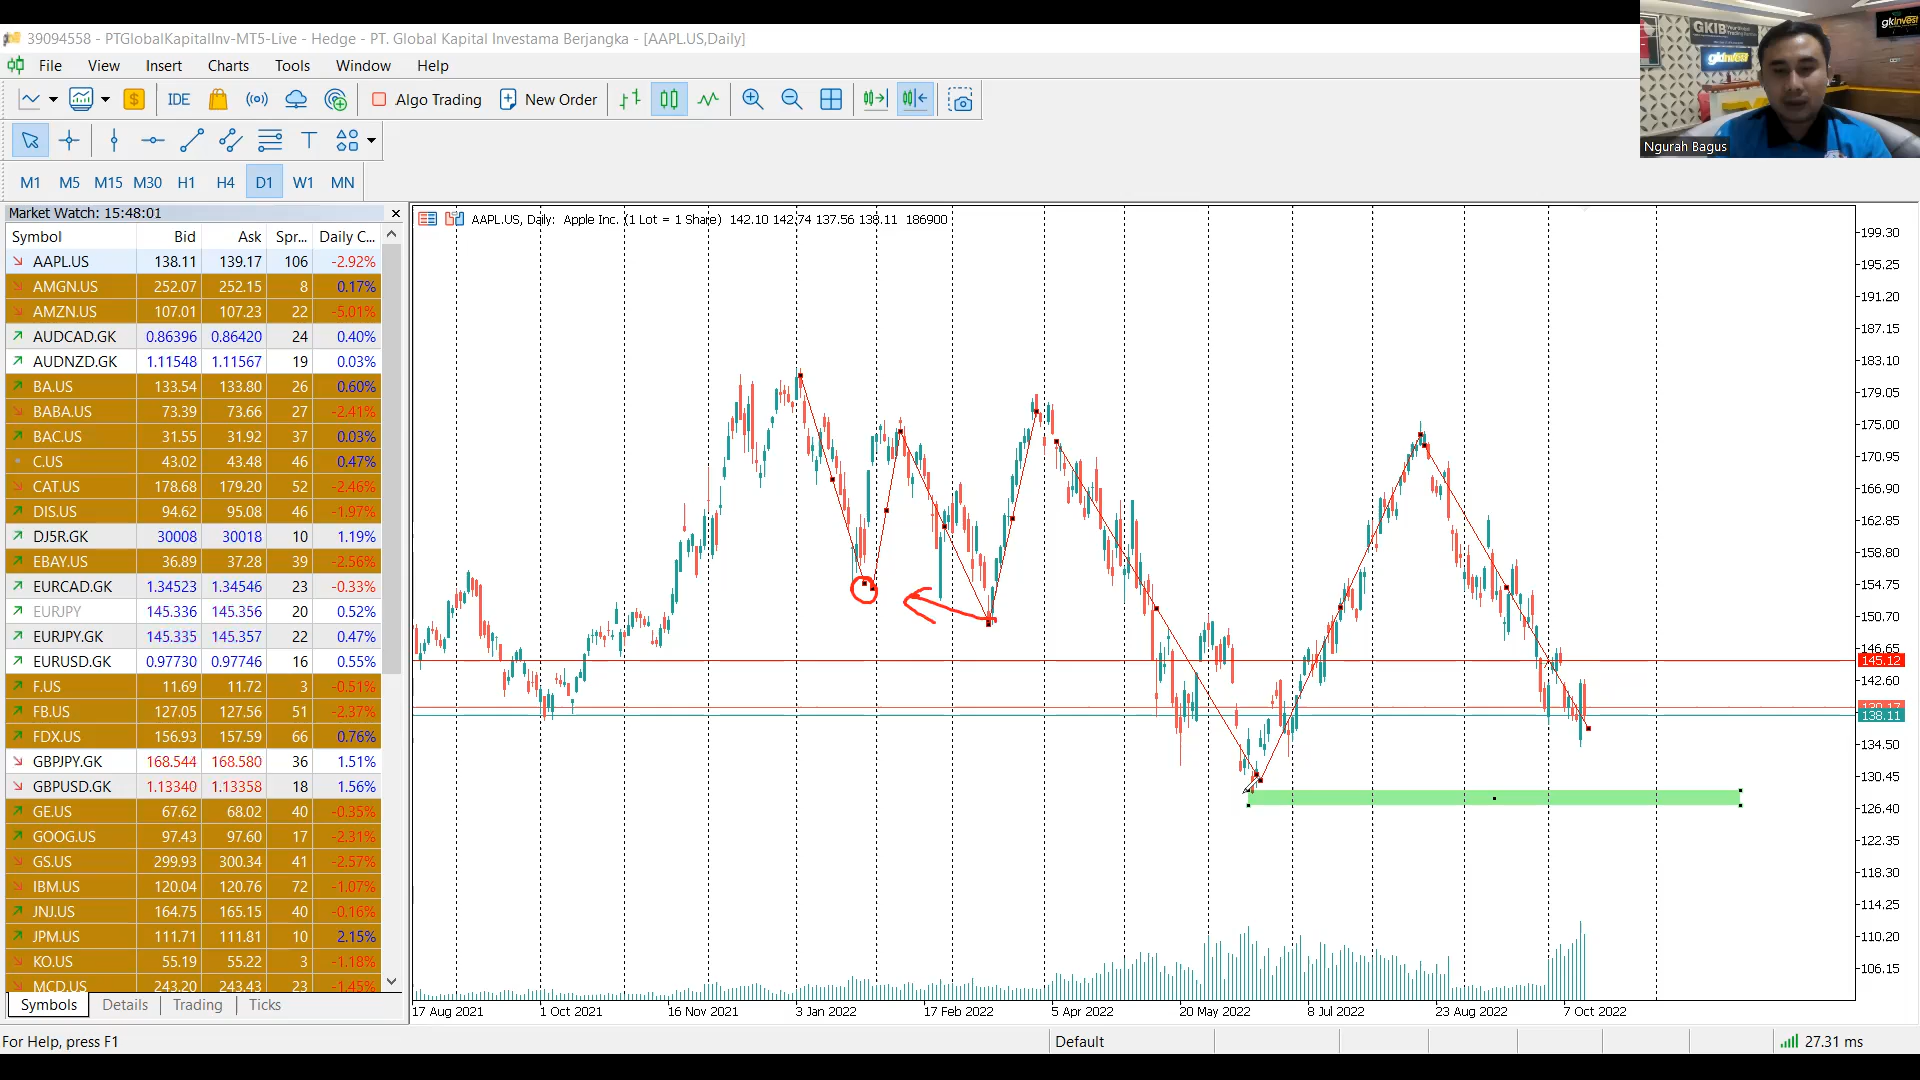 39094558 - PTGlobalKapitalInv-MT5-Live - Hedge - PT. Global Kapital Investama Berjangka - [AAPL.US,Daily]
File View Insert Charts Tools Window Help
IDE Algo Trading New Order
M1 M5 M15 M30 H1 H4 D1 W1 MN
GKIB
gkinvest
gkinvest
Ngurah Bagus
Market Watch: 15:48:01
Symbol Bid Ask Spr... Daily C...
AAPL.US 138.11 139.17 106 -2.92%
AMGN.US 252.07 252.15 8 0.17%
AMZN.US 107.01 107.23 22 -5.01%
AUDCAD.GK 0.86396 0.86420 24 0.40%
AUDNZD.GK 1.11548 1.11567 19 0.03%
BA.US 133.54 133.80 26 0.60%
BABA.US 73.39 73.66 27 -2.41%
BAC.US 31.55 31.92 37 0.03%
C.US 43.02 43.48 46 0.47%
CAT.US 178.68 179.20 52 -2.46%
DIS.US 94.62 95.08 46 -1.97%
DJ5R.GK 30008 30018 10 1.19%
EBAY.US 36.89 37.28 39 -2.56%
EURCAD.GK 1.34523 1.34546 23 -0.33%
EURJPY 145.336 145.356 20 0.52%
EURJPY.GK 145.335 145.357 22 0.47%
EURUSD.GK 0.97730 0.97746 16 0.55%
F.US 11.69 11.72 3 -0.51%
FB.US 127.05 127.56 51 -2.37%
FDX.US 156.93 157.59 66 0.76%
GBPJPY.GK 168.544 168.580 36 1.51%
GBPUSD.GK 1.13340 1.13358 18 1.56%
GE.US 67.62 68.02 40 -0.35%
GOOG.US 97.43 97.60 17 -2.31%
GS.US 299.93 300.34 41 -2.57%
IBM.US 120.04 120.76 72 -1.07%
JNJ.US 164.75 165.15 40 -0.16%
JPM.US 111.71 111.81 10 2.15%
KO.US 55.19 55.22 3 -1.18%
MCD.US 243.20 243.43 23 -1.45%
Symbols Details Trading Ticks
AAPL.US, Daily: Apple Inc. (1 Lot = 1 Share) 142.10 142.74 137.56 138.11 186900
199.30
195.25
191.20
187.15
183.10
179.05
175.00
170.95
166.90
162.85
158.80
154.75
150.70
146.65
145.12
142.60
138.11
134.50
130.45
126.40
122.35
118.30
114.25
110.20
106.15
17 Aug 2021 1 Oct 2021 16 Nov 2021 3 Jan 2022 17 Feb 2022 5 Apr 2022 20 May 2022 8 Jul 2022 23 Aug 2022 7 Oct 2022
For Help, press F1 Default 27.31 ms